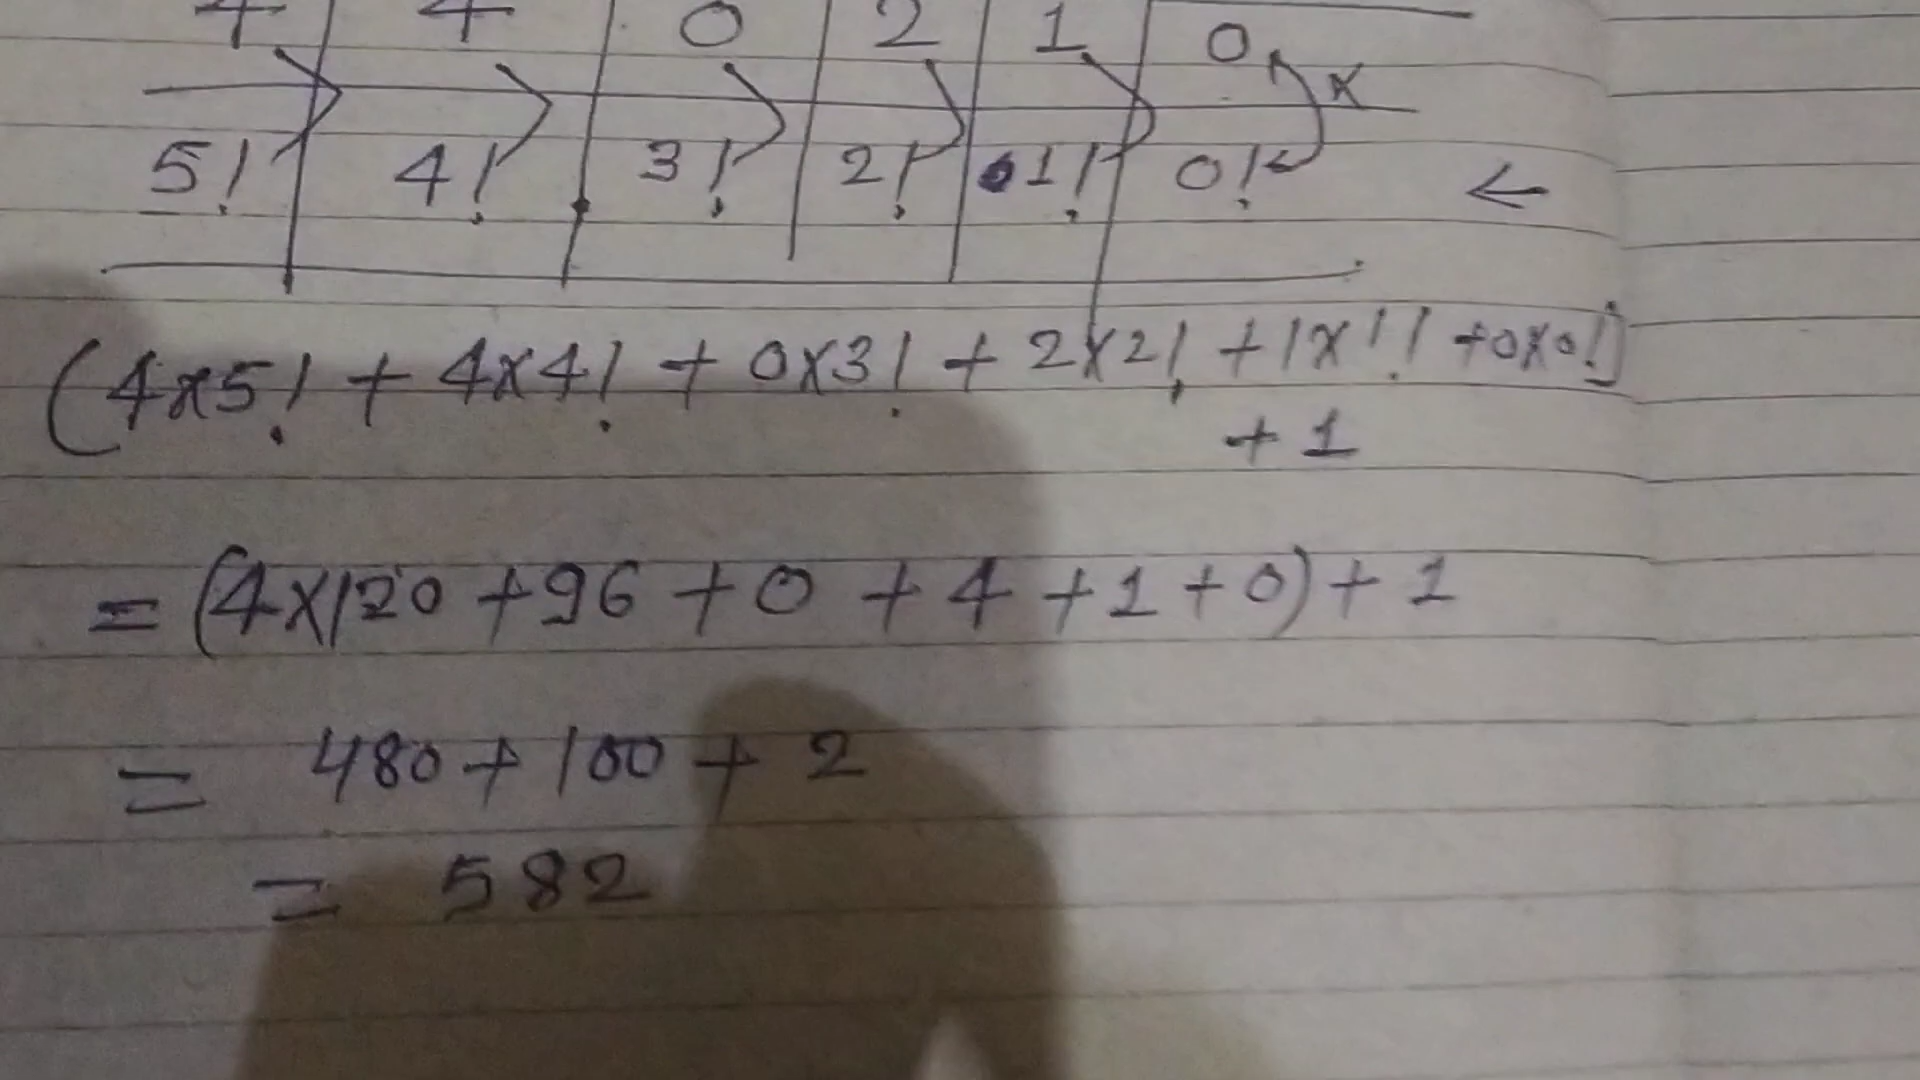 4 4 0 2 1 0
x
5! 4! 3! 2! 1! 0! ←
(4x5! + 4x4! + 0x3! + 2x2! + 1x1! +0x0!)
+ 1
= (4x120 +96 + 0 + 4 +1+0)+ 1
= 480+100+ 2
= 582